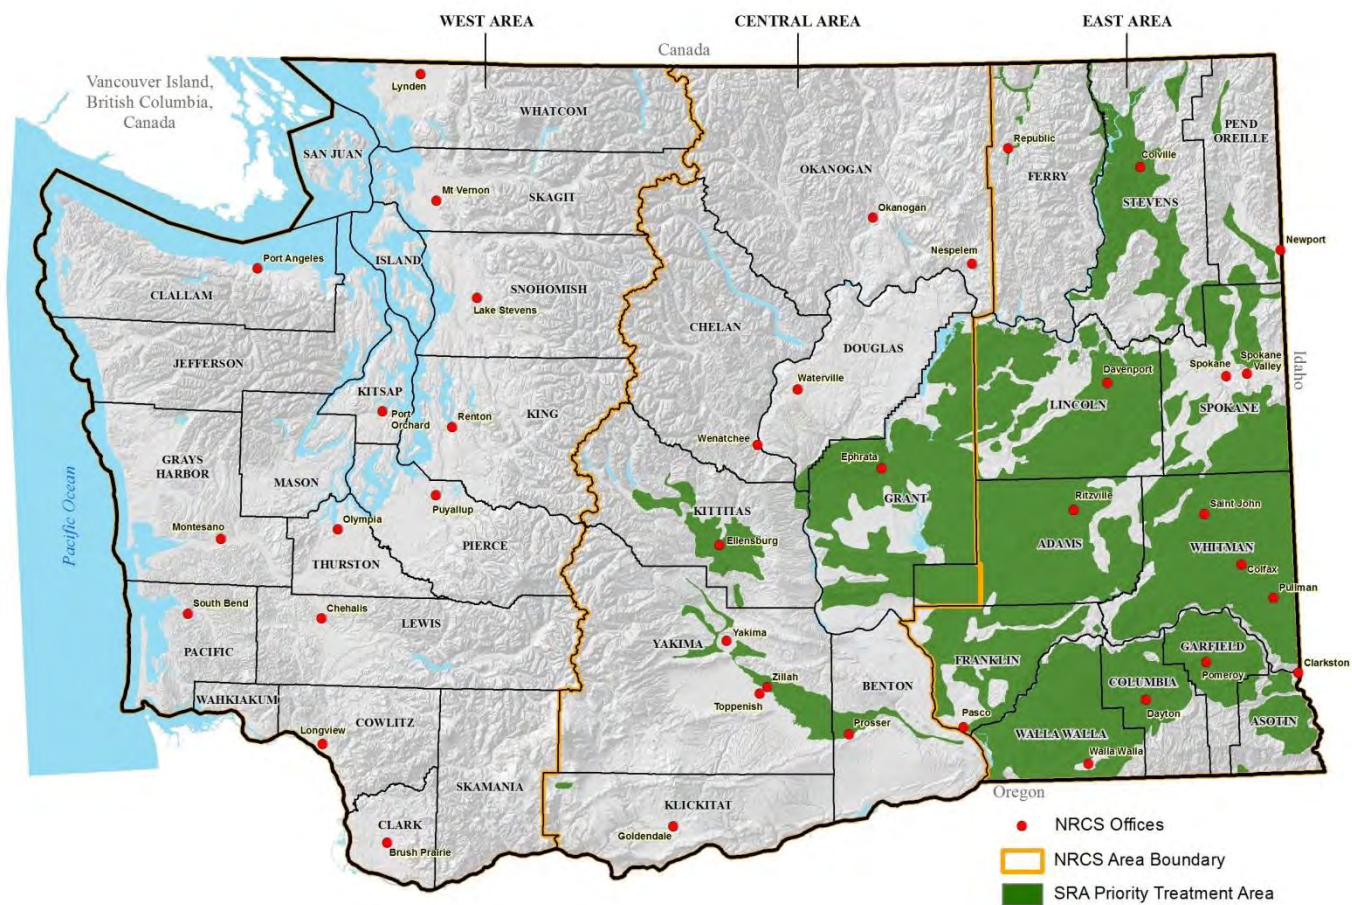 WEST AREA
CENTRAL AREA
EAST AREA
Canada
Vancouver Island,
British Columbia,
Canada
Lynden
WHATCOM
SAN JUAN
OKANOGAN
Republic
FERRY
PEND
OREILLE
Colville
STEVENS
Mt Vernon
SKAGIT
Okanogan
Nespelem
Newport
Port Angeles
ISLAND
CLALLAM
SNOHOMISH
Lake Stevens
CHELAN
DOUGLAS
JEFFERSON
KITSAP
Port
Orchard
Renton
KING
Waterville
Davenport
LINCOLN
Spokane
Spokane
Valley
SPOKANE
Idaho
Wenatchee
Ephrata
GRANT
GRAYS
HARBOR
MASON
Puyallup
KITTITAS
Ellensburg
Ritzville
ADAMS
Saint John
WHITMAN
Colfax
Pullman
Pacific Ocean
Montesano
Olympia
THURSTON
PIERCE
South Bend
Chehalis
LEWIS
PACIFIC
WAHKIAKUM
YAKIMA
Yakima
Zillah
Toppenish
BENTON
Prosser
FRANKLIN
Pasco
GARFIELD
Pomeroy
Clarkston
COLUMBIA
Dayton
ASOTIN
WALLA WALLA
Walla Walla
Longview
COWLITZ
SKAMANIA
CLARK
Brush Prairie
KLICKITAT
Goldendale
Oregon
NRCS Offices
NRCS Area Boundary
SRA Priority Treatment Area